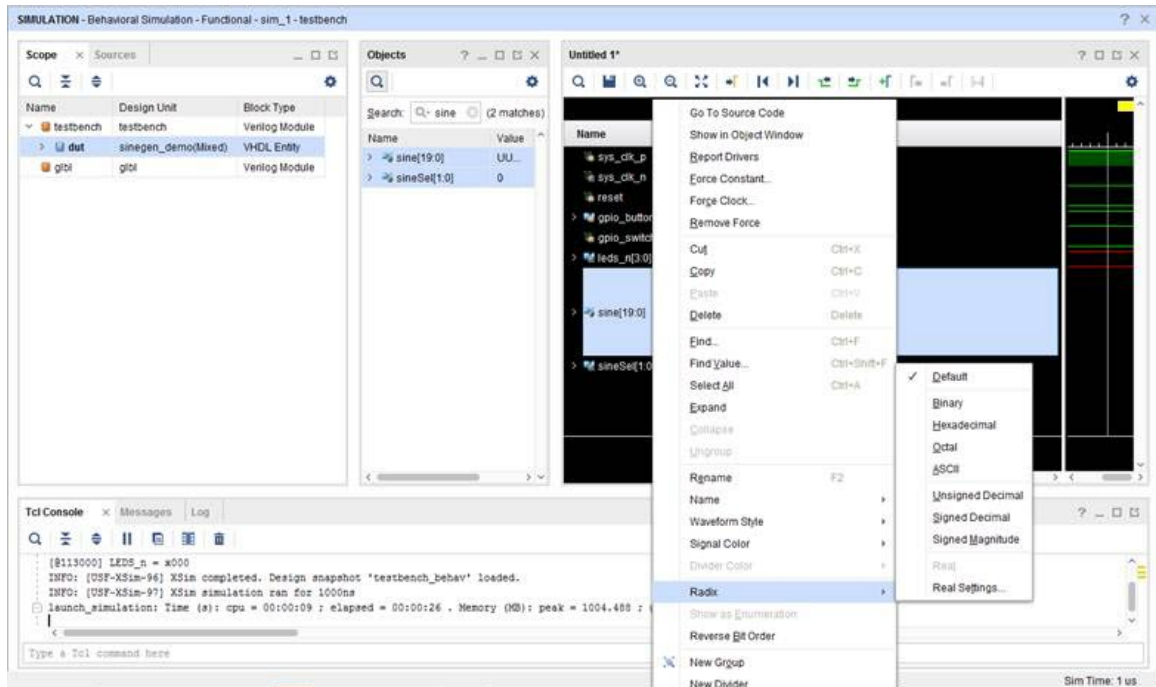 SIMULATION - Behavioral Simulation - Functional - sim_1 - testbench
Scope
Sources
Name Design Unit Block Type
testbench testbench Verilog Module
dut sinegen_demo(Mixed) VHDL Entity
glbl glbl Verilog Module
Objects
Search: sine (2 matches)
Name Value
sine[19:0] UU...
sineSel[1:0] 0
Untitled 1*
Name
sys_clk_p
sys_clk_n
reset
gpio_button
gpio_switch
leds_n[3:0]
sine[19:0]
sineSel[1:0
Go To Source Code
Show in Object Window
Report Drivers
Force Constant...
Force Clock...
Remove Force
Cut Ctrl+X
Copy Ctrl+C
Paste Ctrl+V
Delete Delete
Find... Ctrl+F
Find Value... Ctrl+Shift+F
Select All Ctrl+A
Expand
Collapse
Ungroup
Rename F2
Name
Waveform Style
Signal Color
Divider Color
Radix
Show as Enumeration
Reverse Bit Order
New Group
New Divider
Default
Binary
Hexadecimal
Octal
ASCII
Unsigned Decimal
Signed Decimal
Signed Magnitude
Real
Real Settings...
Tcl Console
Messages
Log
[@113000] LEDS_n = x000
INFO: [USF-XSim-96] XSim completed. Design snapshot 'testbench_behav' loaded.
INFO: [USF-XSim-97] XSim simulation ran for 1000ns
launch_simulation: Time (s): cpu = 00:00:09 ; elapsed = 00:00:26 . Memory (MB): peak = 1004.488 ;
Type a Tcl command here
Sim Time: 1 us